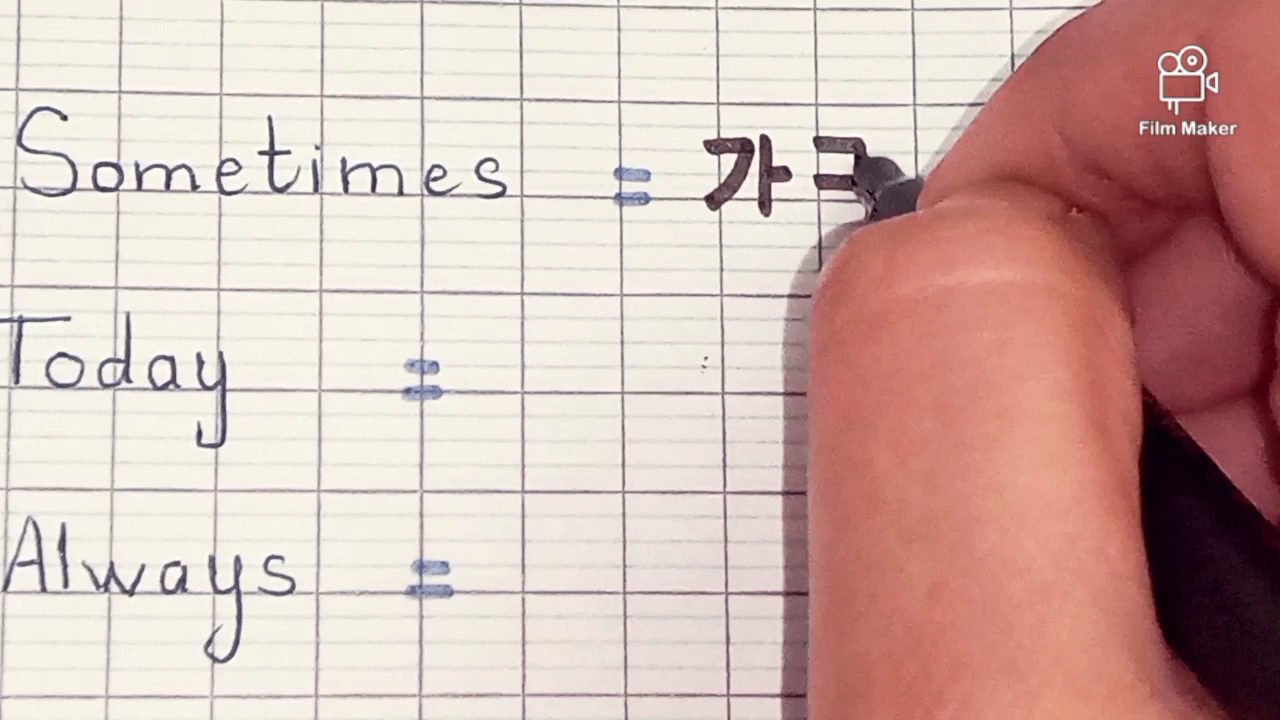 Film Maker
Sometimes = 가
Today =
Always =